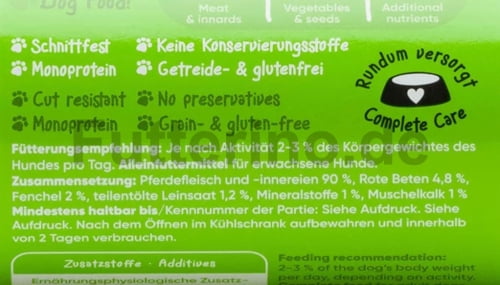 Dog Food!
Meat & innards
Vegetables & seeds
Additional nutrients
Schnittfest
Keine Konservierungsstoffe
Monoprotein
Getreide- & glutenfrei
Cut resistant
No preservatives
Monoprotein
Grain- & gluten-free
Rundum versorgt
Complete Care
Fütterungsempfehlung: Je nach Aktivität 2-3 % des Körpergewichtes des
Hundes pro Tag. Alleinfuttermittel für erwachsene Hunde.
Zusammensetzung: Pferdefleisch und -innereien 90 %, Rote Beten 4,8 %,
Fenchel 2 %, teilentölte Leinsaat 1,2 %, Mineralstoffe 1 %, Muschelkalk 1 %
Mindestens haltbar bis/Kennnummer der Partie: Siehe Aufdruck. Siehe
Aufdruck. Nach dem Öffnen im Kühlschrank aufbewahren und innerhalb
von 2 Tagen verbrauchen.
Zusatzstoffe · Additives
Ernährungsphysiologische Zusatz-
Feeding recommendation:
2-3 % of the dog's body weight
per day, depending on activity.